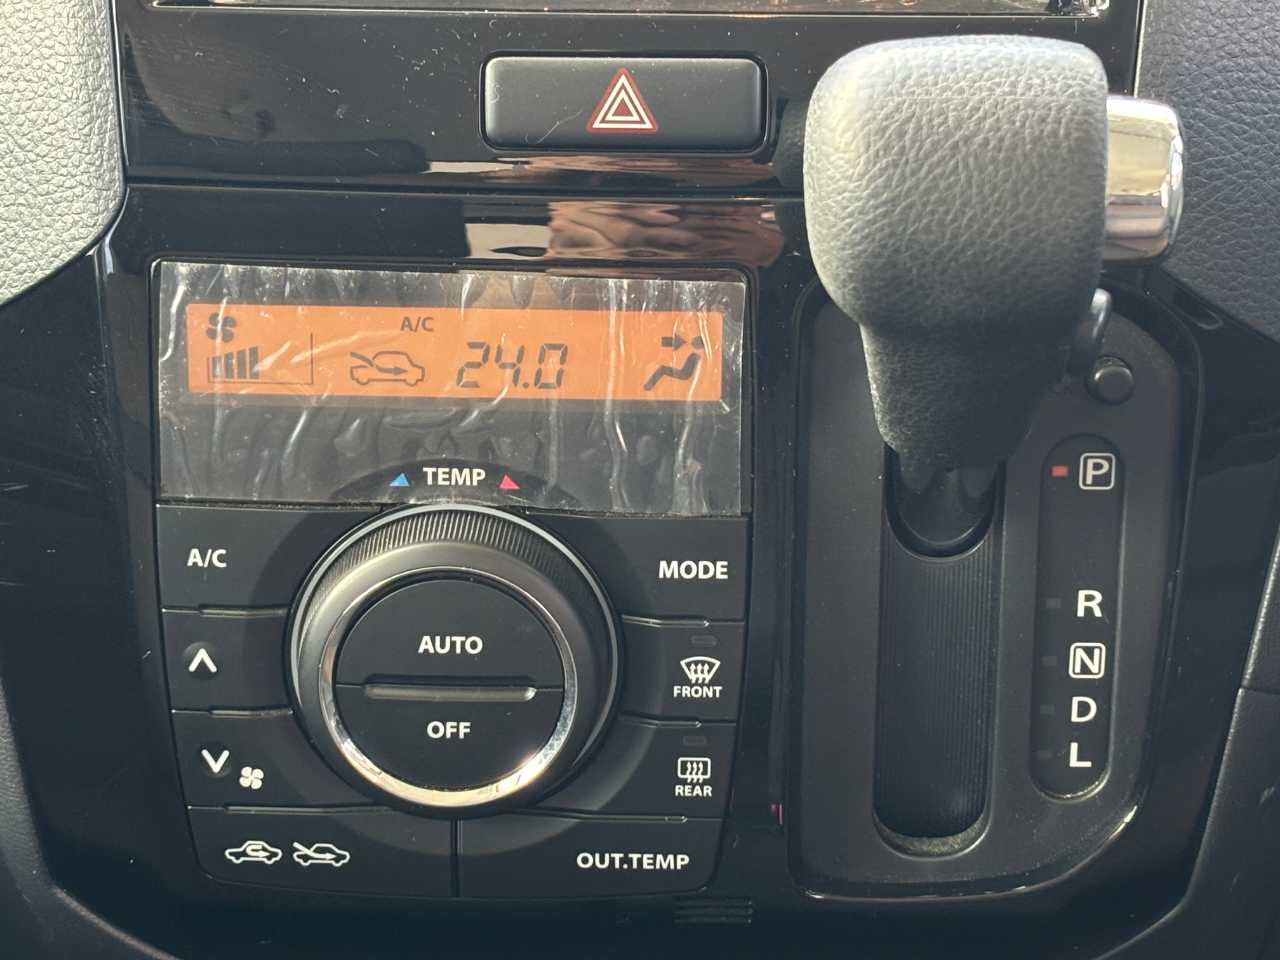 A/C
24.0
TEMP
A/C
MODE
AUTO
OFF
FRONT
REAR
OUT.TEMP
P
R
N
D
L